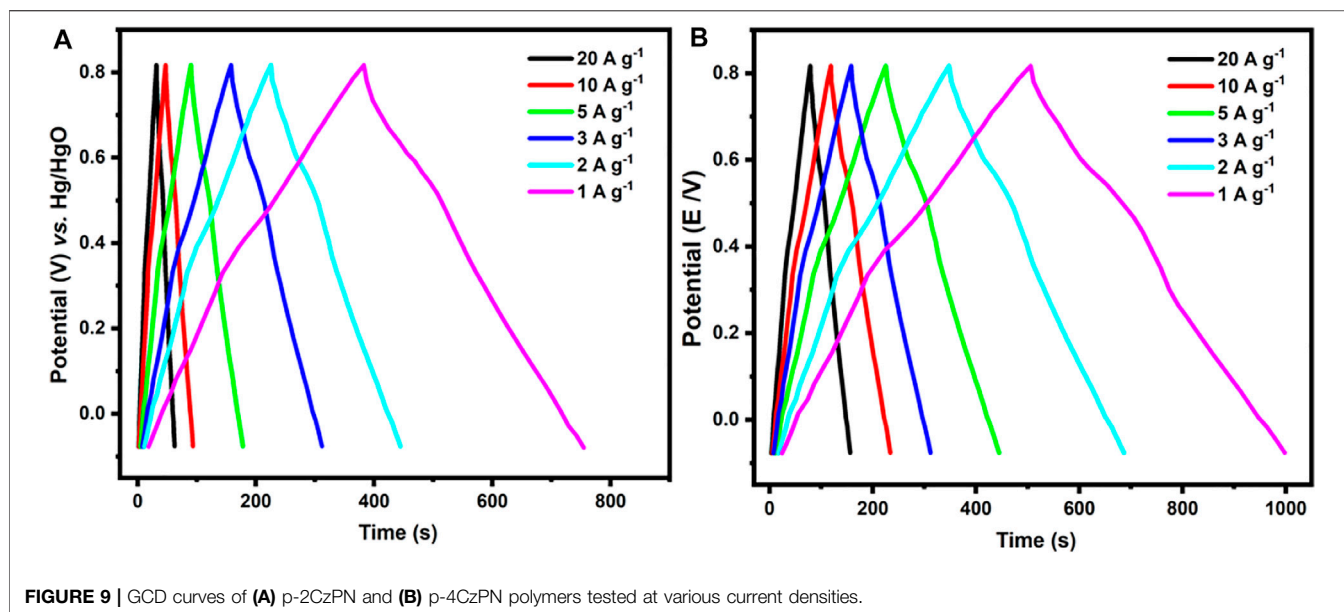 A
20 A g⁻¹
10 A g⁻¹
5 A g⁻¹
3 A g⁻¹
2 A g⁻¹
1 A g⁻¹
Potential (V) vs. Hg/HgO
0.8
0.6
0.4
0.2
0.0
0 200 400 600 800
Time (s)
B
20 A g⁻¹
10 A g⁻¹
5 A g⁻¹
3 A g⁻¹
2 A g⁻¹
1 A g⁻¹
Potential (E /V)
0.8
0.6
0.4
0.2
0.0
0 200 400 600 800 1000
Time (s)
FIGURE 9 | GCD curves of (A) p-2CzPN and (B) p-4CzPN polymers tested at various current densities.